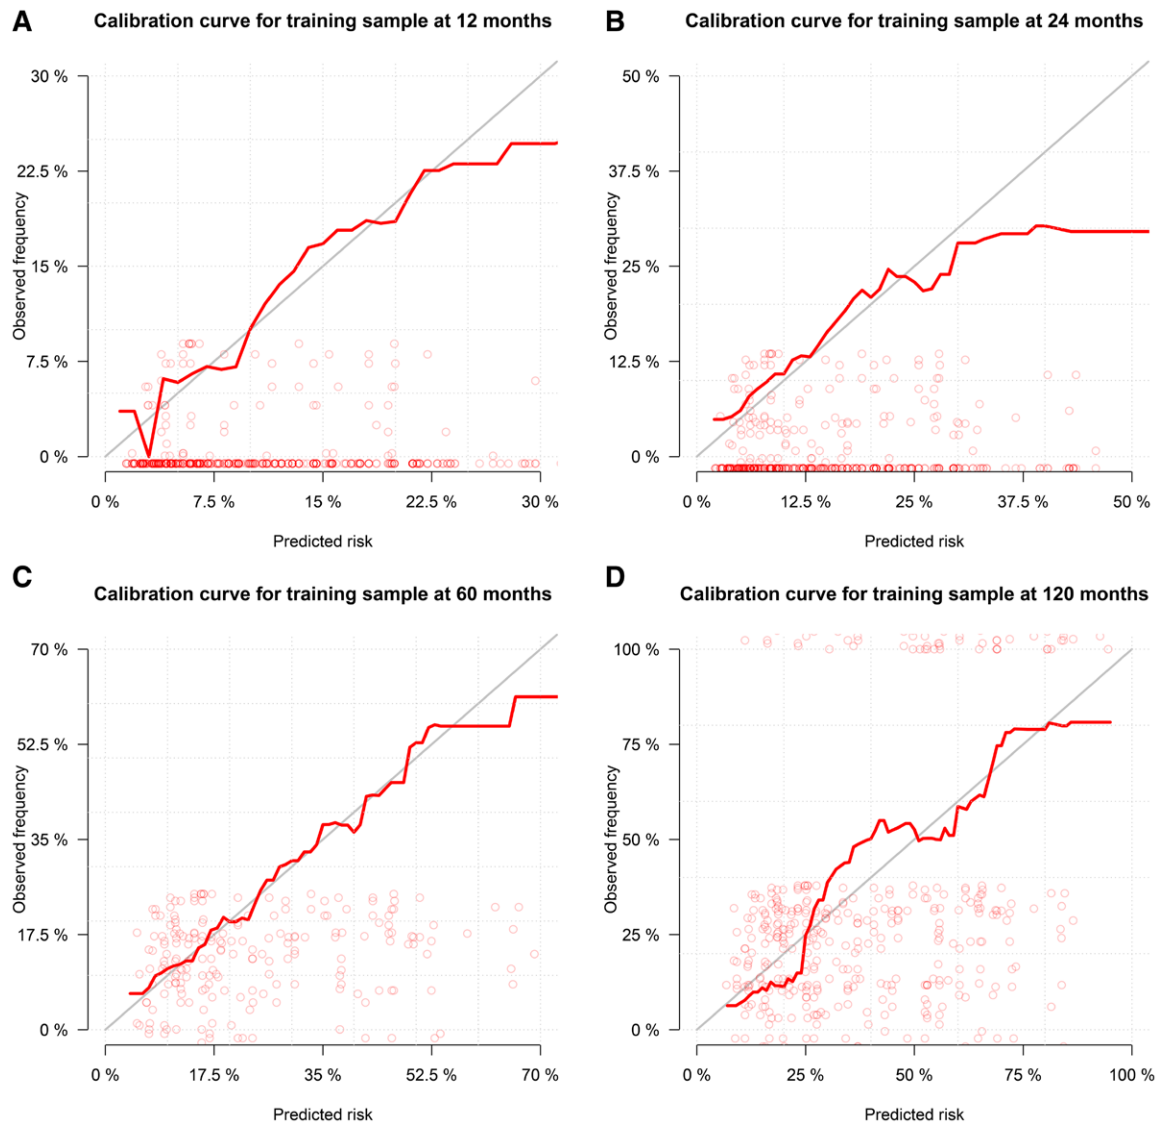 A
Calibration curve for training sample at 12 months
30 %
22.5 %
15 %
7.5 %
0 %
Observed frequency
0 %
7.5 %
15 %
22.5 %
30 %
Predicted risk
B
Calibration curve for training sample at 24 months
50 %
37.5 %
25 %
12.5 %
0 %
Observed frequency
0 %
12.5 %
25 %
37.5 %
50 %
Predicted risk
C
Calibration curve for training sample at 60 months
70 %
52.5 %
35 %
17.5 %
0 %
Observed frequency
0 %
17.5 %
35 %
52.5 %
70 %
Predicted risk
D
Calibration curve for training sample at 120 months
100 %
75 %
50 %
25 %
0 %
Observed frequency
0 %
25 %
50 %
75 %
100 %
Predicted risk